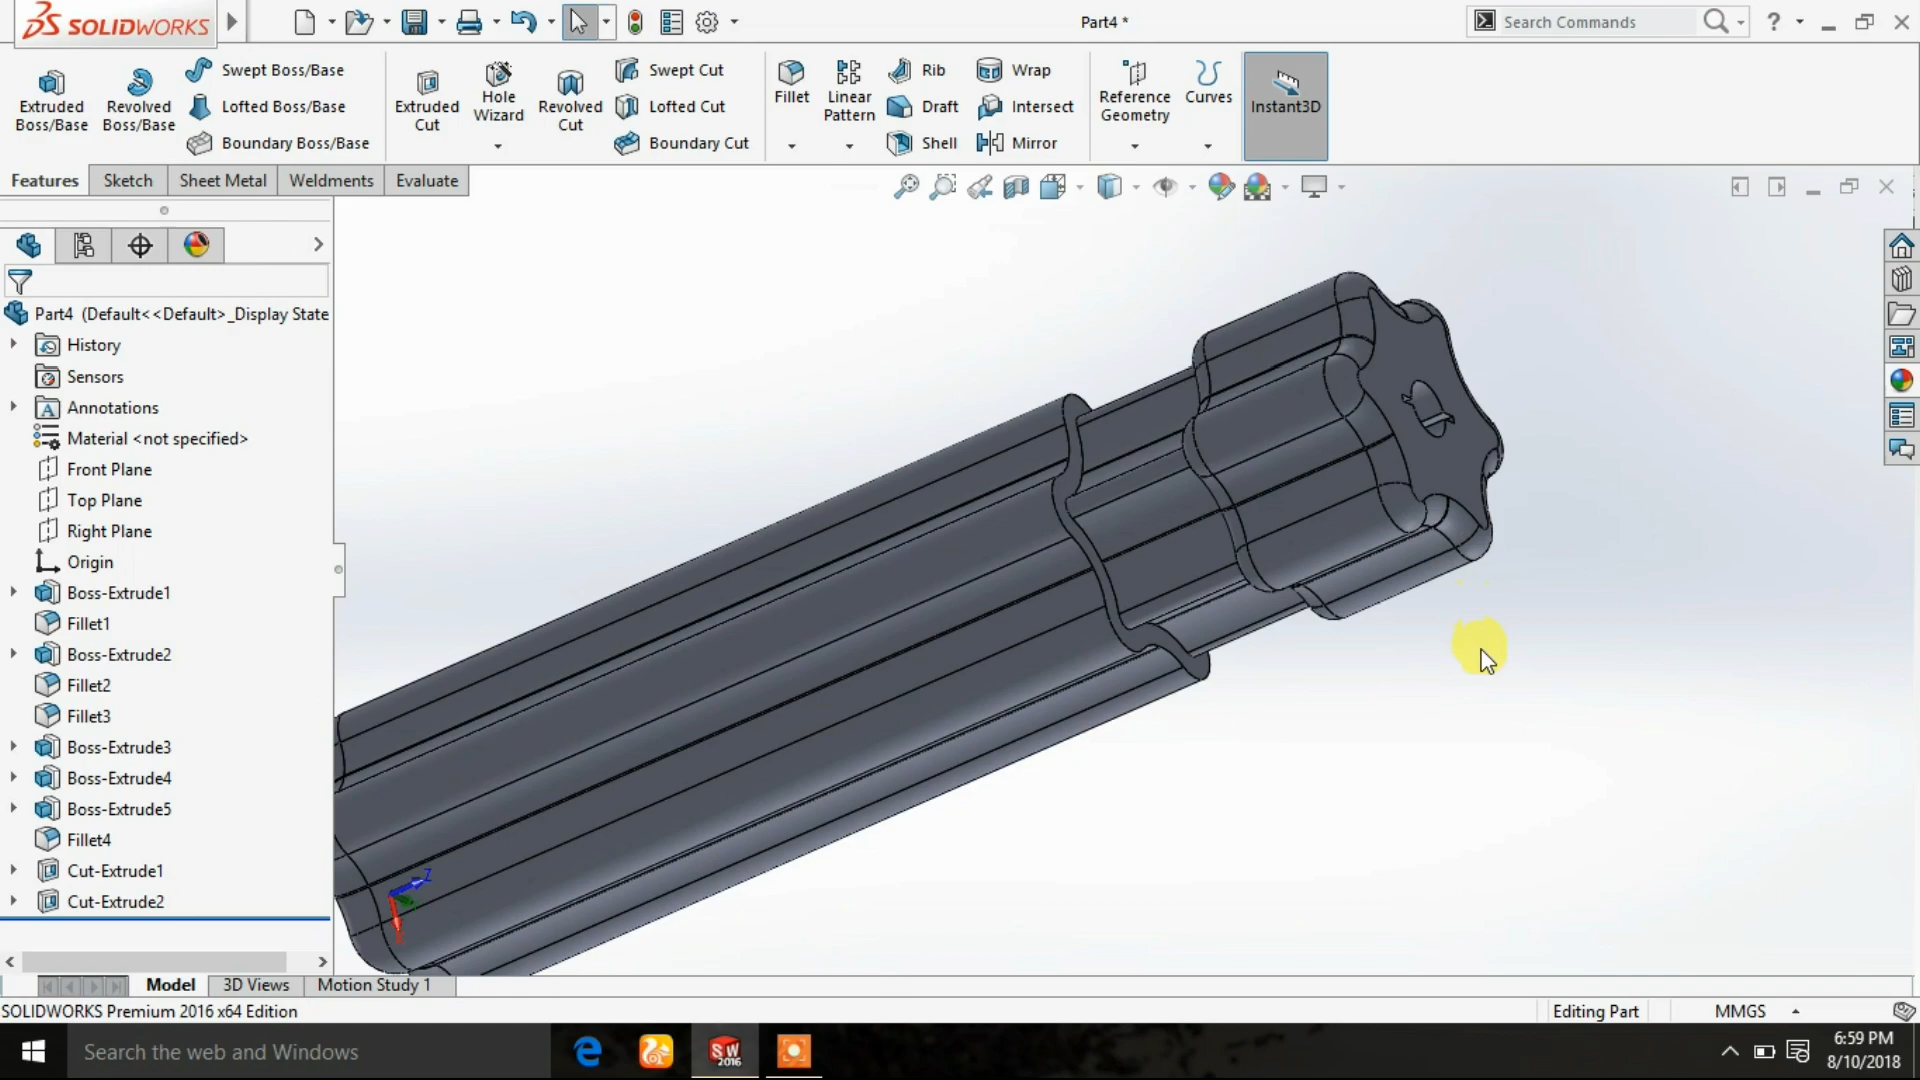 SOLIDWORKS
Part4 *
Search Commands
Extruded Boss/Base
Revolved Boss/Base
Swept Boss/Base
Lofted Boss/Base
Boundary Boss/Base
Extruded Cut
Hole Wizard
Revolved Cut
Swept Cut
Lofted Cut
Boundary Cut
Fillet
Linear Pattern
Rib
Draft
Shell
Wrap
Intersect
Mirror
Reference Geometry
Curves
Instant3D
Features
Sketch
Sheet Metal
Weldments
Evaluate
Part4 (Default<<Default>_Display State
History
Sensors
Annotations
Material <not specified>
Front Plane
Top Plane
Right Plane
Origin
Boss-Extrude1
Fillet1
Boss-Extrude2
Fillet2
Fillet3
Boss-Extrude3
Boss-Extrude4
Boss-Extrude5
Fillet4
Cut-Extrude1
Cut-Extrude2
Z
X
Model
3D Views
Motion Study 1
SOLIDWORKS Premium 2016 x64 Edition
Editing Part
MMGS
Search the web and Windows
SW
2016
6:59 PM
8/10/2018